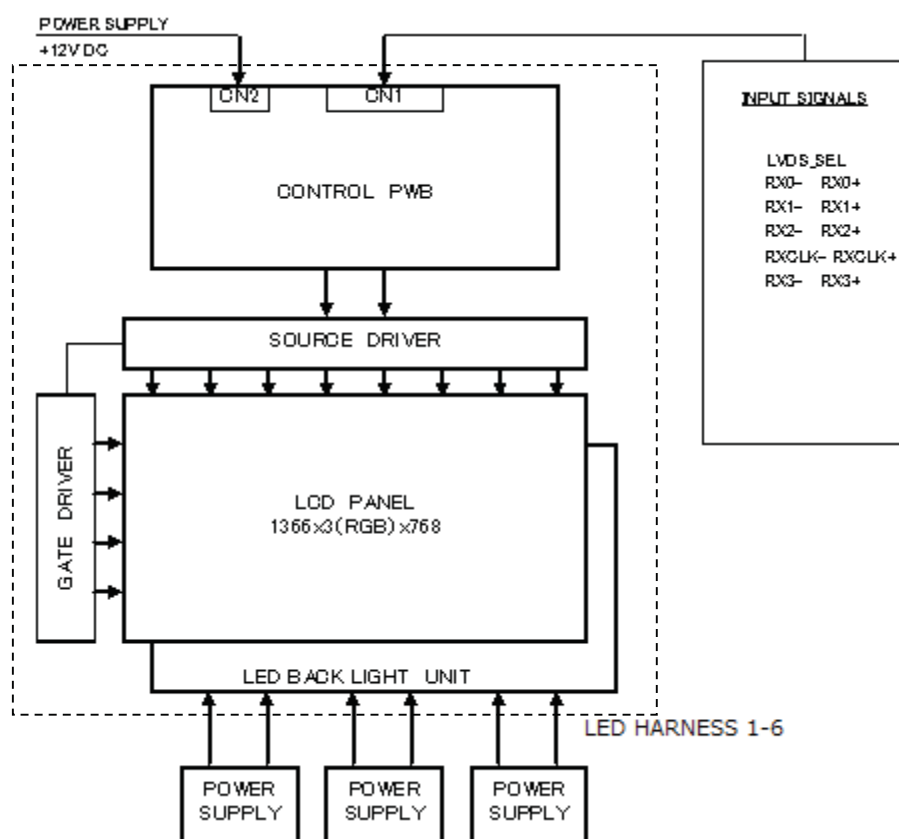 POWER SUPPLY
+12V DC
CN2
CN1
CONTROL PWB
INPUT SIGNALS
LVDS_SEL
RX0- RX0+
RX1- RX1+
RX2- RX2+
RXCLK- RXCLK+
RX3- RX3+
SOURCE DRIVER
GATE DRIVER
LCD PANEL
1366x3(RGB)x768
LED BACK LIGHT UNIT
LED HARNESS 1-6
POWER
SUPPLY
POWER
SUPPLY
POWER
SUPPLY